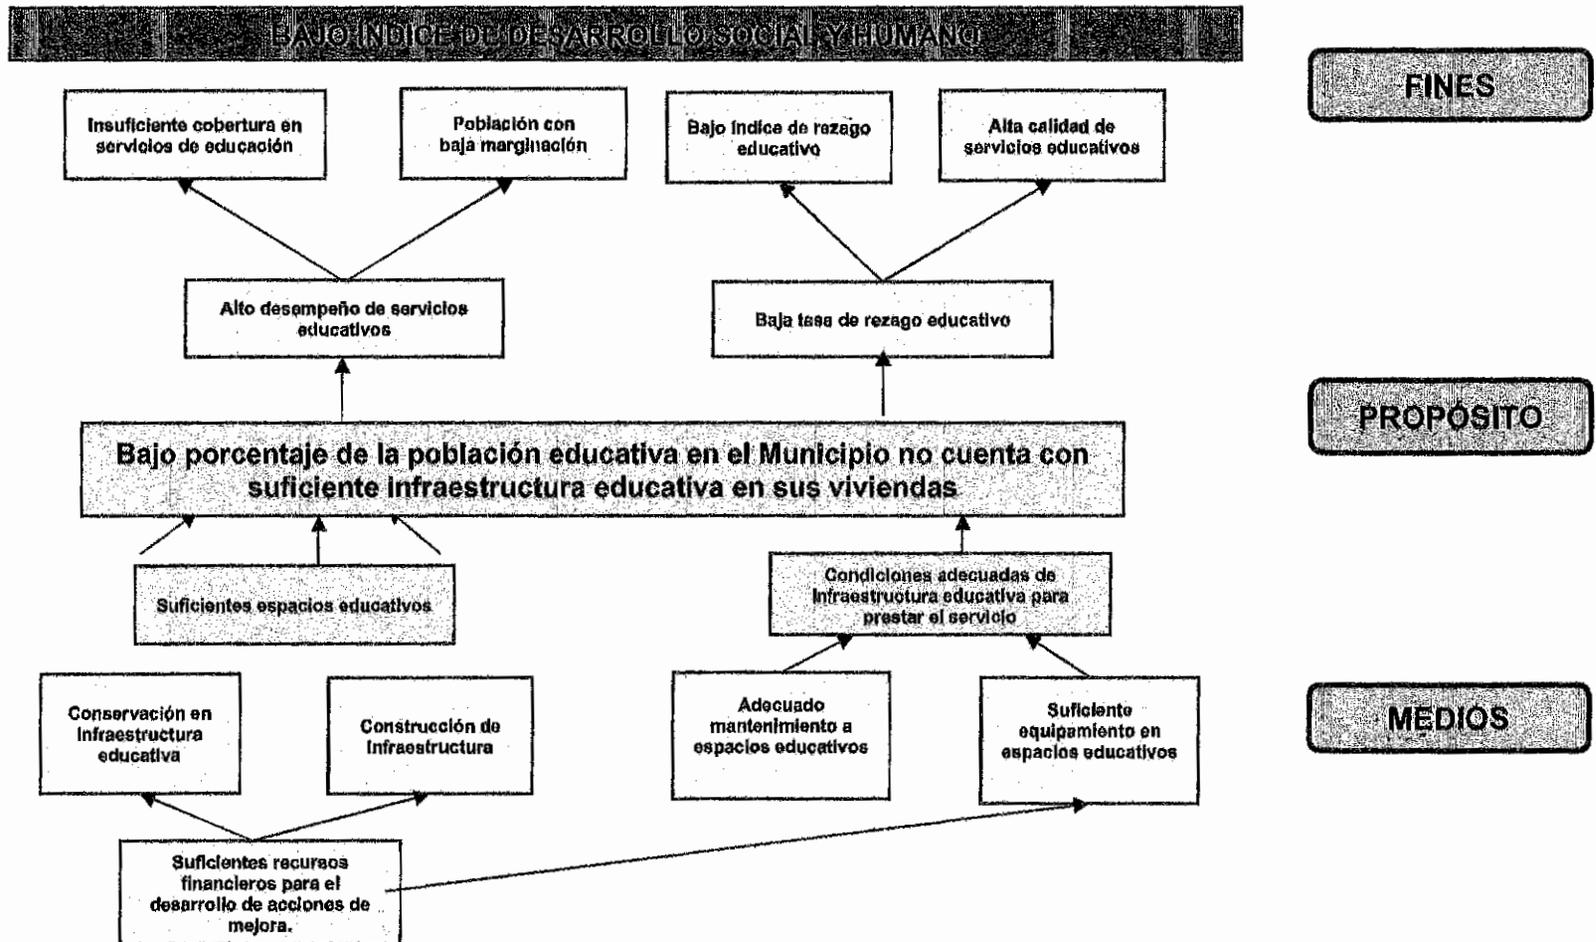 BAJO INDICE DE DESARROLLO SOCIAL Y HUMANO
FINES
Insuficiente cobertura en
servicios de educación
Población con
baja marginación
Bajo índice de rezago
educativo
Alta calidad de
servicios educativos
Alto desempeño de servicios
educativos
Baja tasa de rezago educativo
PROPÓSITO
Bajo porcentaje de la población educativa en el Municipio no cuenta con
suficiente infraestructura educativa en sus viviendas
Suficientes espacios educativos
Condiciones adecuadas de
infraestructura educativa para
prestar el servicio
MEDIOS
Conservación en
infraestructura
educativa
Construcción de
infraestructura
Adecuado
mantenimiento a
espacios educativos
Suficiente
equipamiento en
espacios educativos
Suficientes recursos
financieros para el
desarrollo de acciones de
mejora.